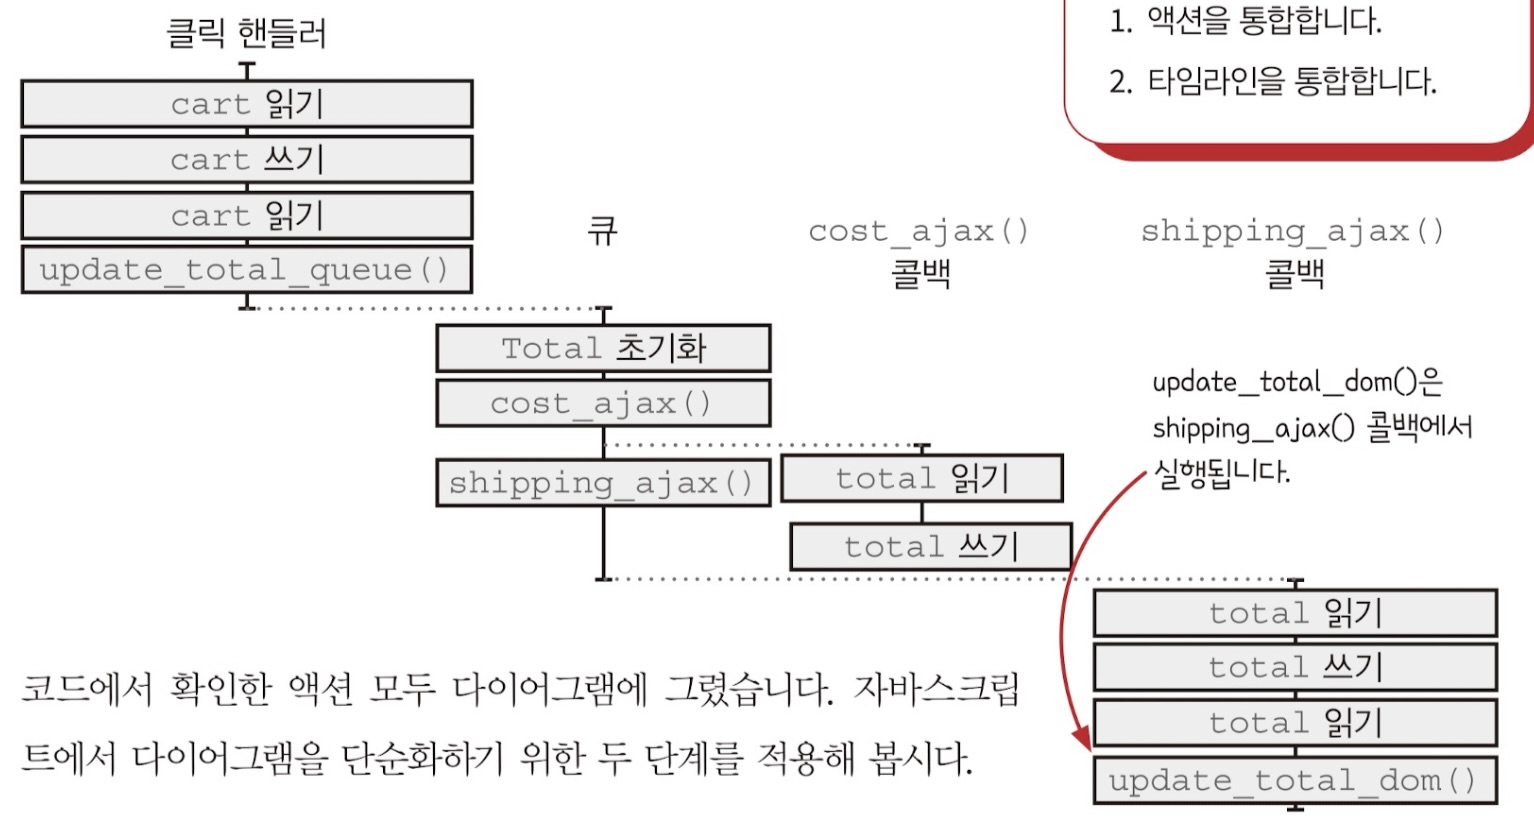 1. 액션을 통합합니다.
2. 타임라인을 통합합니다.
클릭 핸들러
cart 읽기
cart 쓰기
cart 읽기
update_total_queue()
큐
Total 초기화
cost_ajax()
shipping_ajax()
cost_ajax()
콜백
total 읽기
total 쓰기
shipping_ajax()
콜백
update_total_dom()은
shipping_ajax() 콜백에서
실행됩니다.
total 읽기
total 쓰기
total 읽기
update_total_dom()
코드에서 확인한 액션 모두 다이어그램에 그렸습니다. 자바스크립
트에서 다이어그램을 단순화하기 위한 두 단계를 적용해 봅시다.